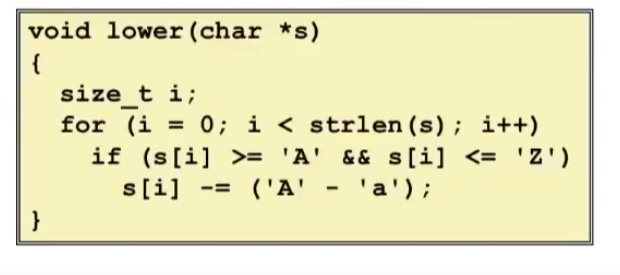 void lower(char *s)
{
  size_t i;
  for (i = 0; i < strlen(s); i++)
    if (s[i] >= 'A' && s[i] <= 'Z')
      s[i] -= ('A' - 'a');
}